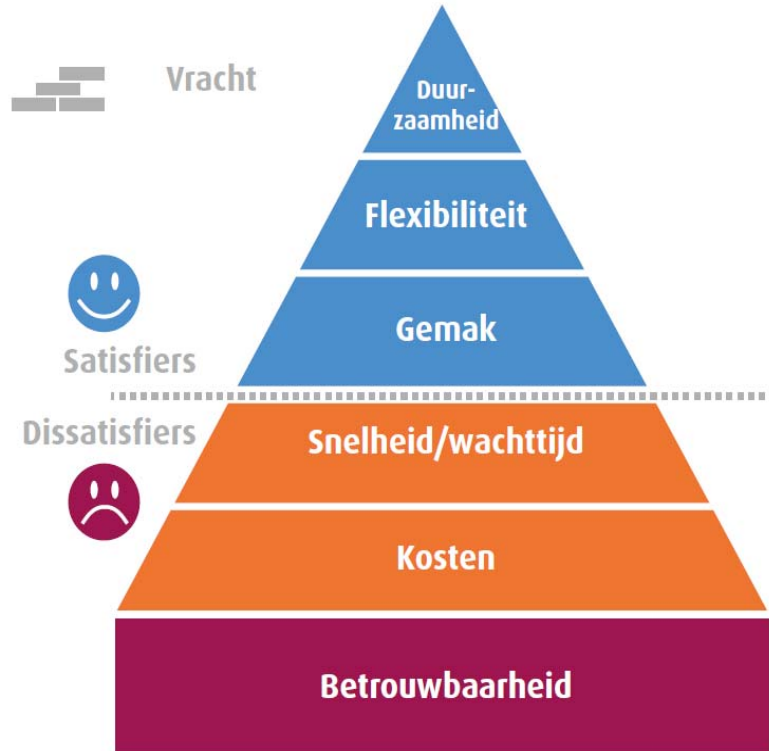 Vracht
Duur-
zaamheid
Flexibiliteit
Gemak
Satisfiers
Dissatisfiers
Snelheid/wachttijd
Kosten
Betrouwbaarheid